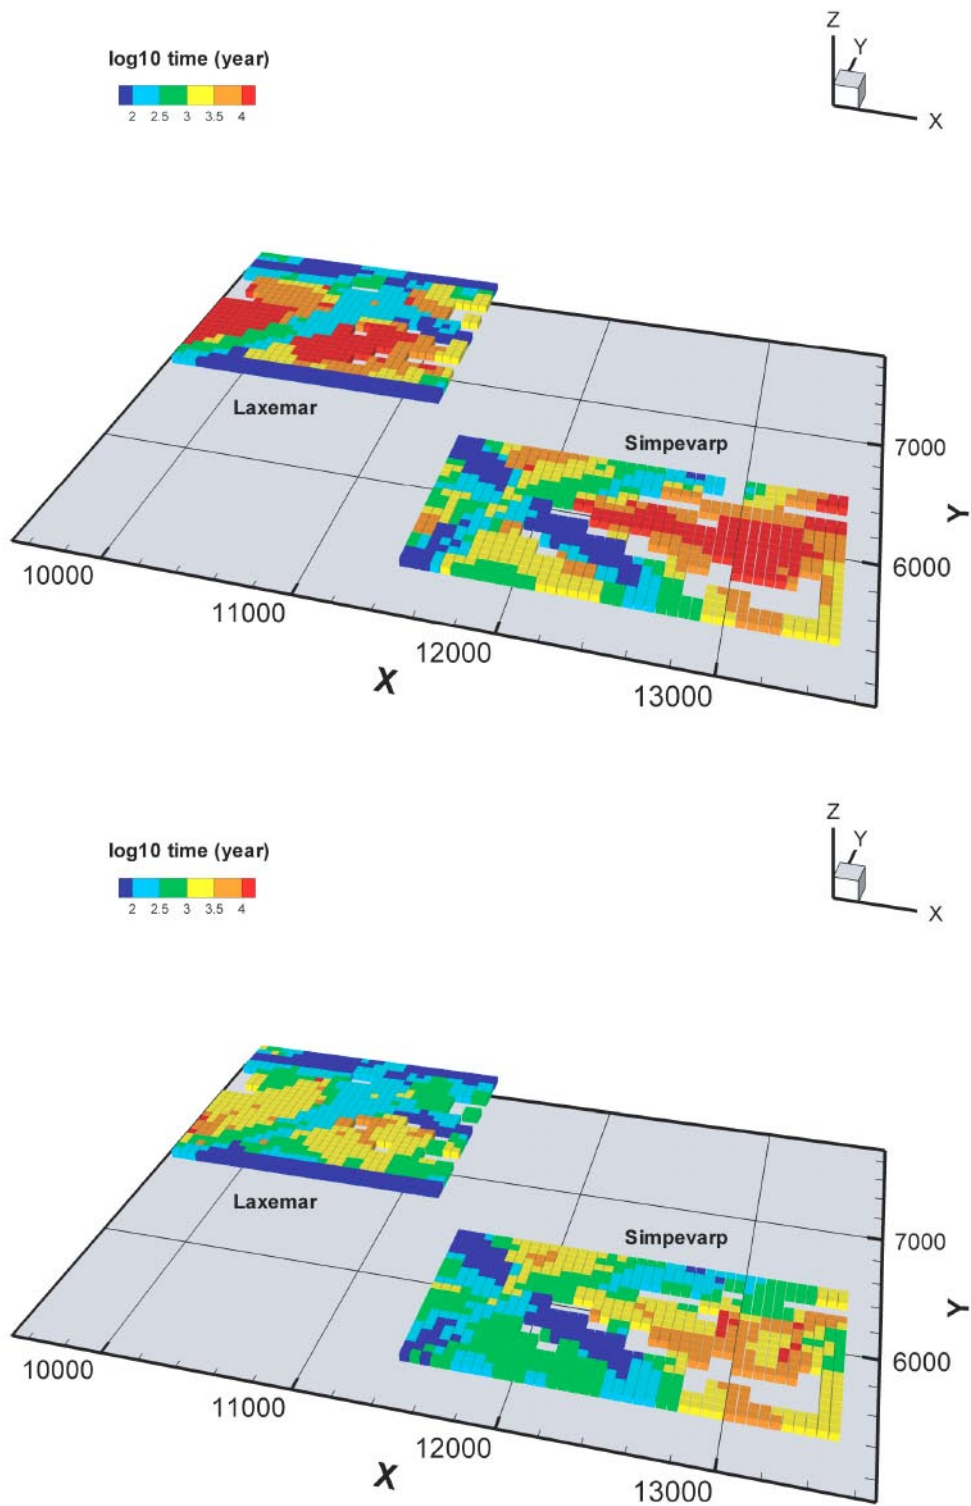 Z
Y
X
log10 time (year)
2 2.5 3 3.5 4
Laxemar
Simpevarp
7000
Y
6000
10000
11000
12000
X
13000
Z
Y
X
log10 time (year)
2 2.5 3 3.5 4
Laxemar
Simpevarp
7000
Y
6000
10000
11000
12000
X
13000